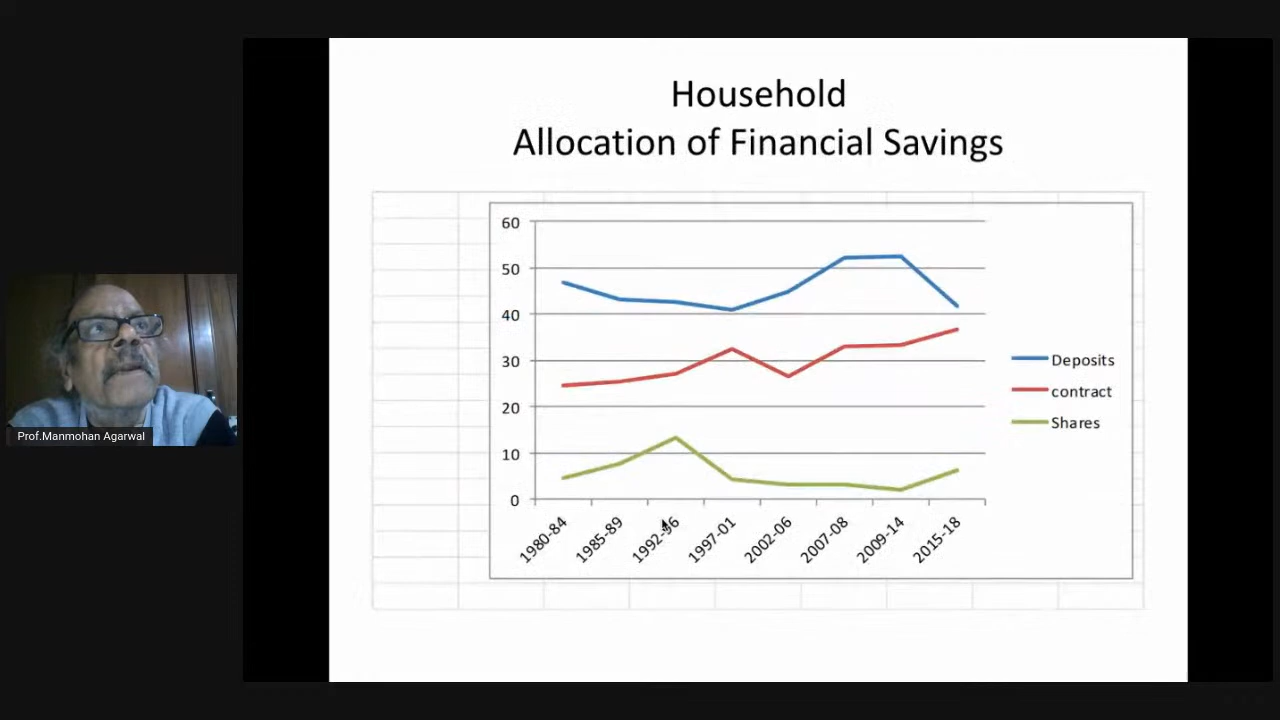 Household
Allocation of Financial Savings
60
50
40
30
20
10
0
1980-84
1985-89
1992-96
1997-01
2002-06
2007-08
2009-14
2015-18
Deposits
contract
Shares
Prof.Manmohan Agarwal